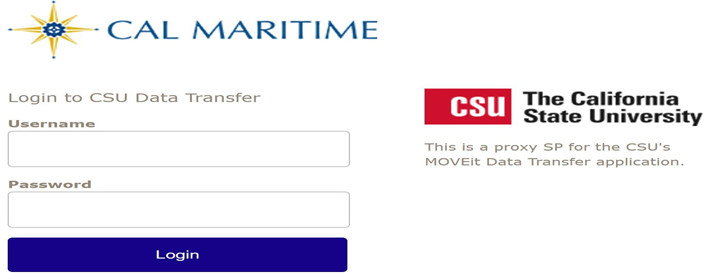 CAL MARITIME
Login to CSU Data Transfer
Username
Password
Login
CSU The California
State University
This is a proxy SP for the CSU's
MOVEit Data Transfer application.